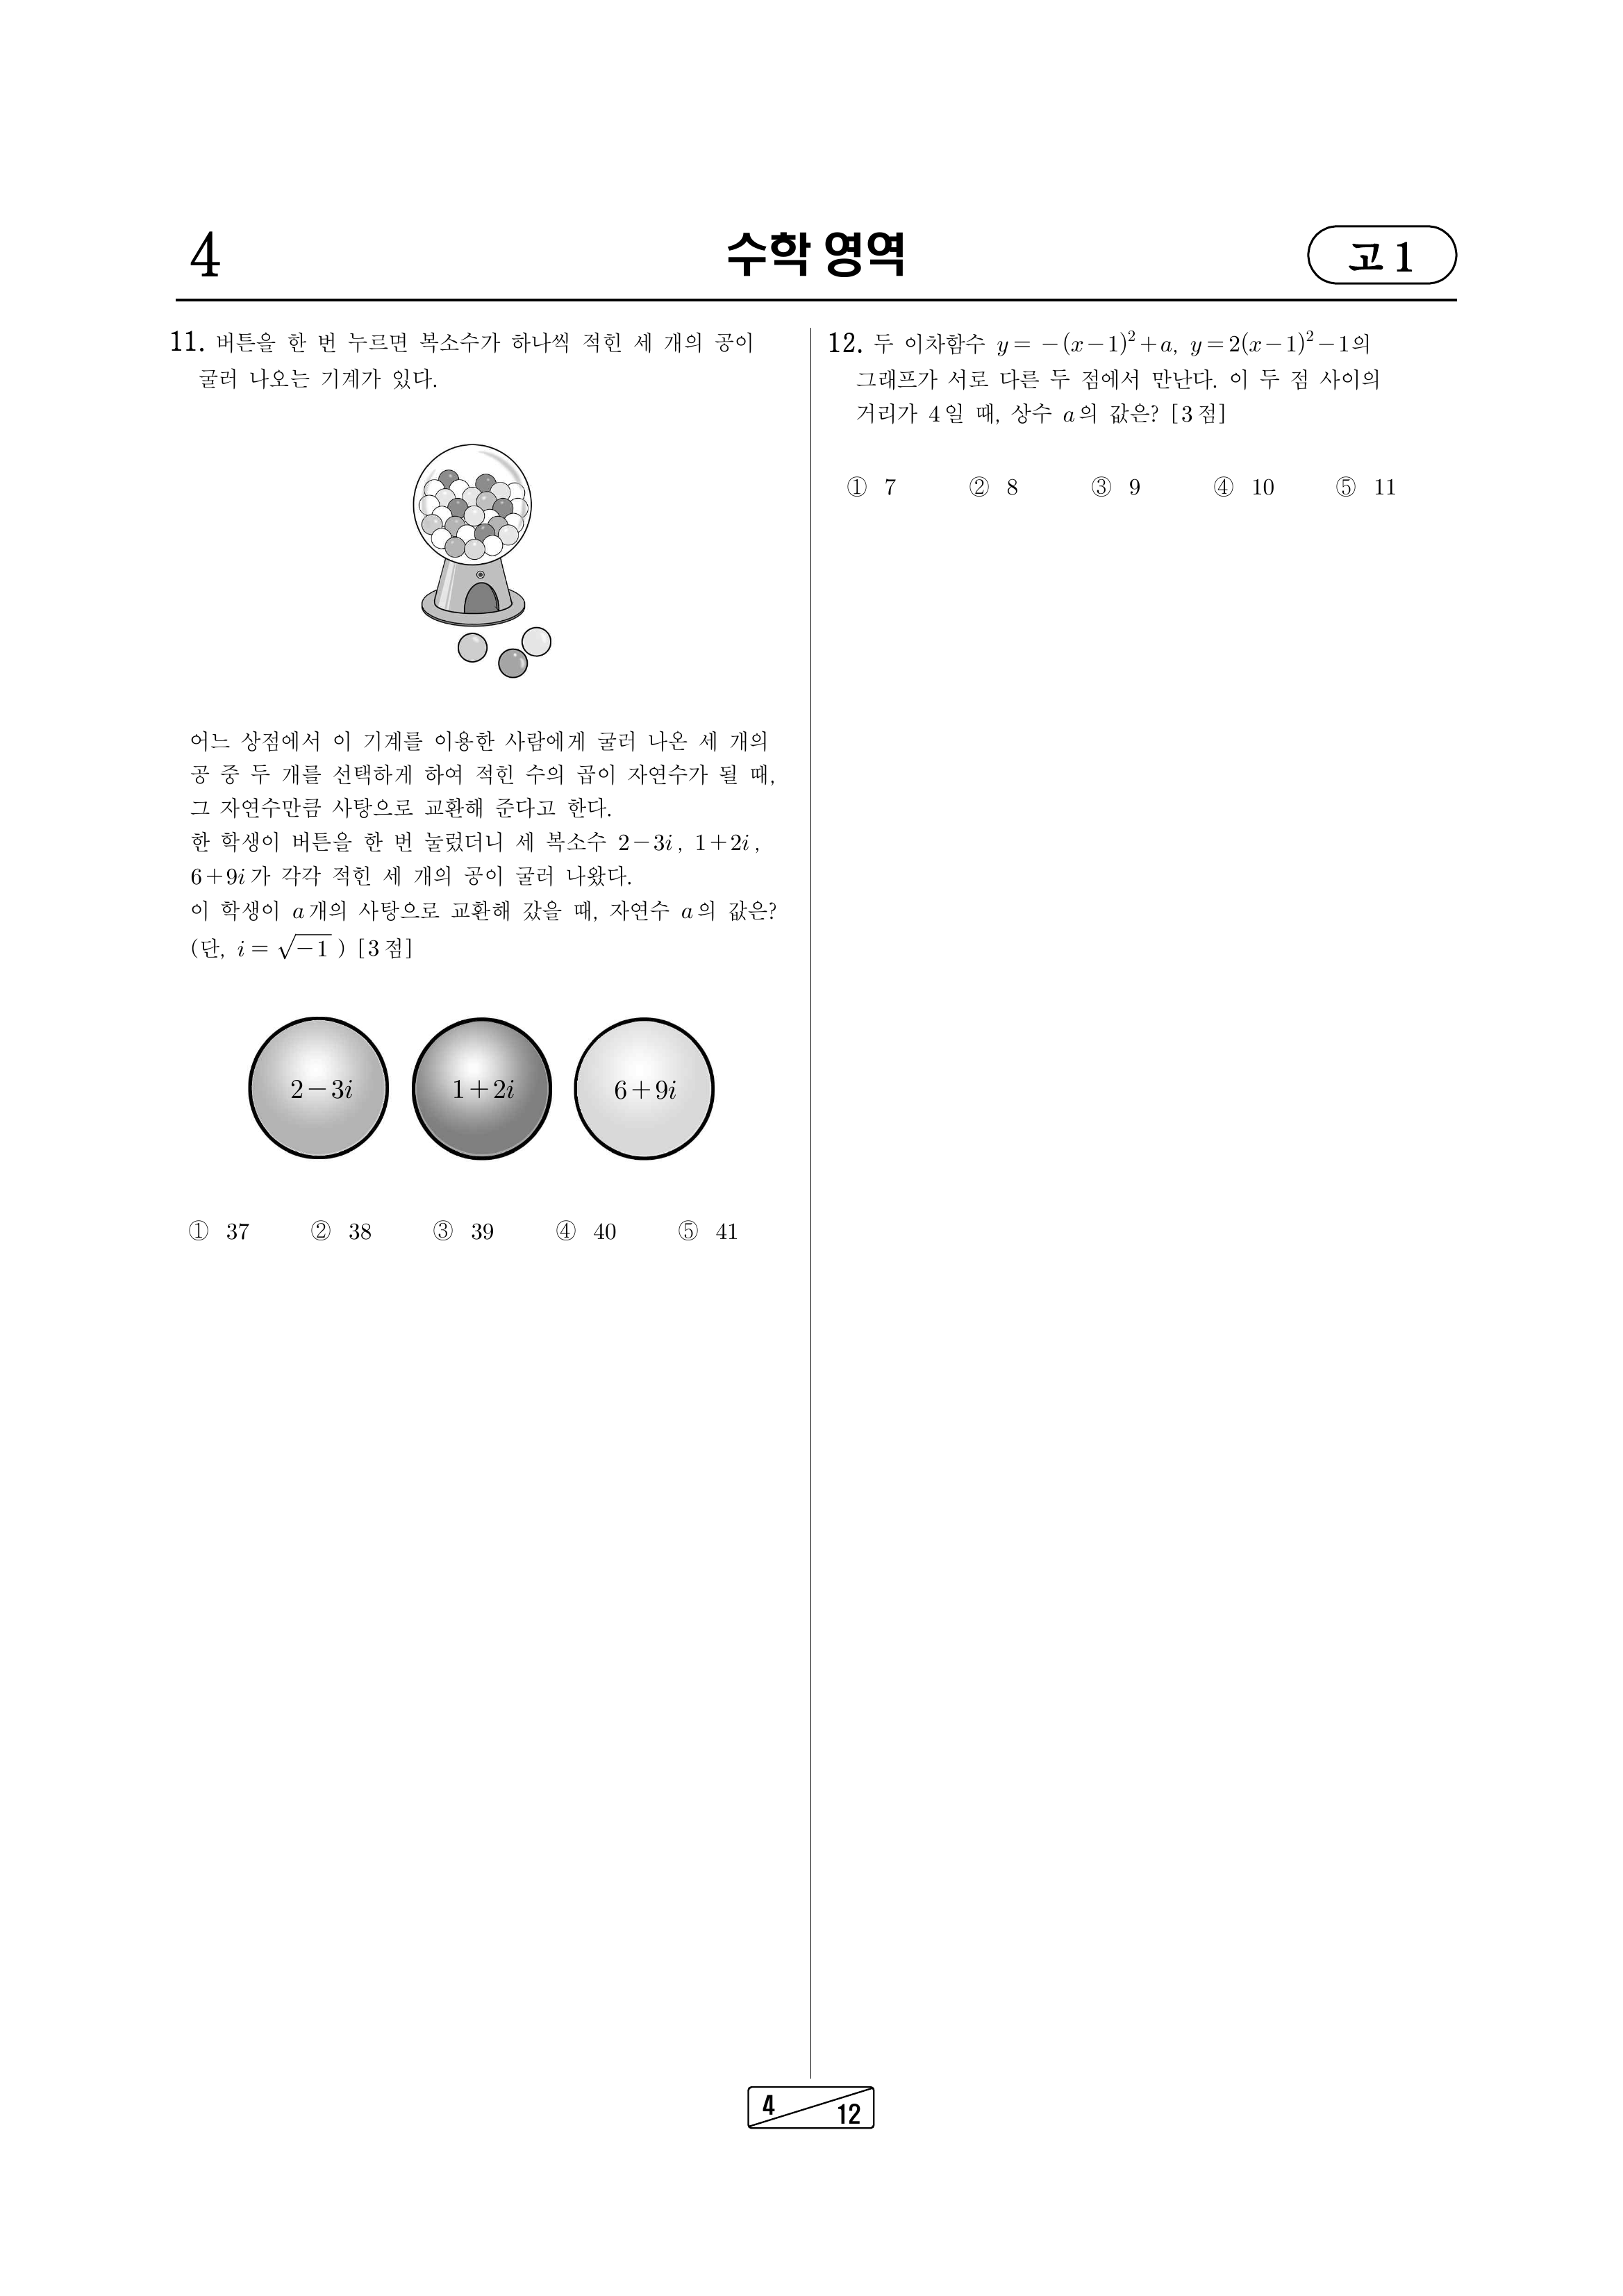 4
수학 영역
고 1
11. 버튼을 한 번 누르면 복소수가 하나씩 적힌 세 개의 공이
굴러 나오는 기계가 있다.
어느 상점에서 이 기계를 이용한 사람에게 굴러 나온 세 개의
공 중 두 개를 선택하게 하여 적힌 수의 곱이 자연수가 될 때,
그 자연수만큼 사탕으로 교환해 준다고 한다.
한 학생이 버튼을 한 번 눌렀더니 세 복소수 2-3i, 1+2i,
6+9i가 각각 적힌 세 개의 공이 굴러 나왔다.
이 학생이 a개의 사탕으로 교환해 갔을 때, 자연수 a의 값은?
(단, i=√-1 ) [3점]
2-3i 1+2i 6+9i
① 37 ② 38 ③ 39 ④ 40 ⑤ 41
12. 두 이차함수 y=-(x-1)²+a, y=2(x-1)²-1의
그래프가 서로 다른 두 점에서 만난다. 이 두 점 사이의
거리가 4일 때, 상수 a의 값은? [3점]
① 7 ② 8 ③ 9 ④ 10 ⑤ 11
4 12